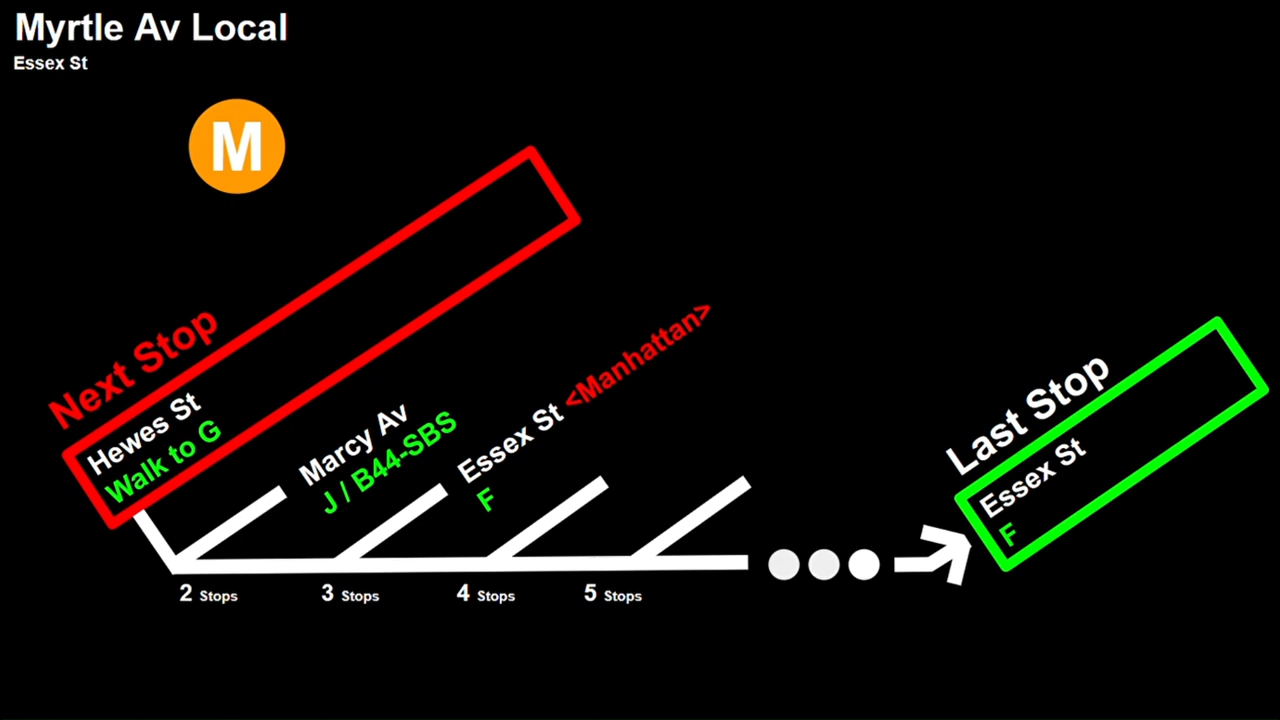 Myrtle Av Local
Essex St
M
Next Stop
Hewes St
Walk to G
Marcy Av
J / B44-SBS
Essex St <Manhattan>
F
Last Stop
Essex St
F
2 Stops
3 Stops
4 Stops
5 Stops